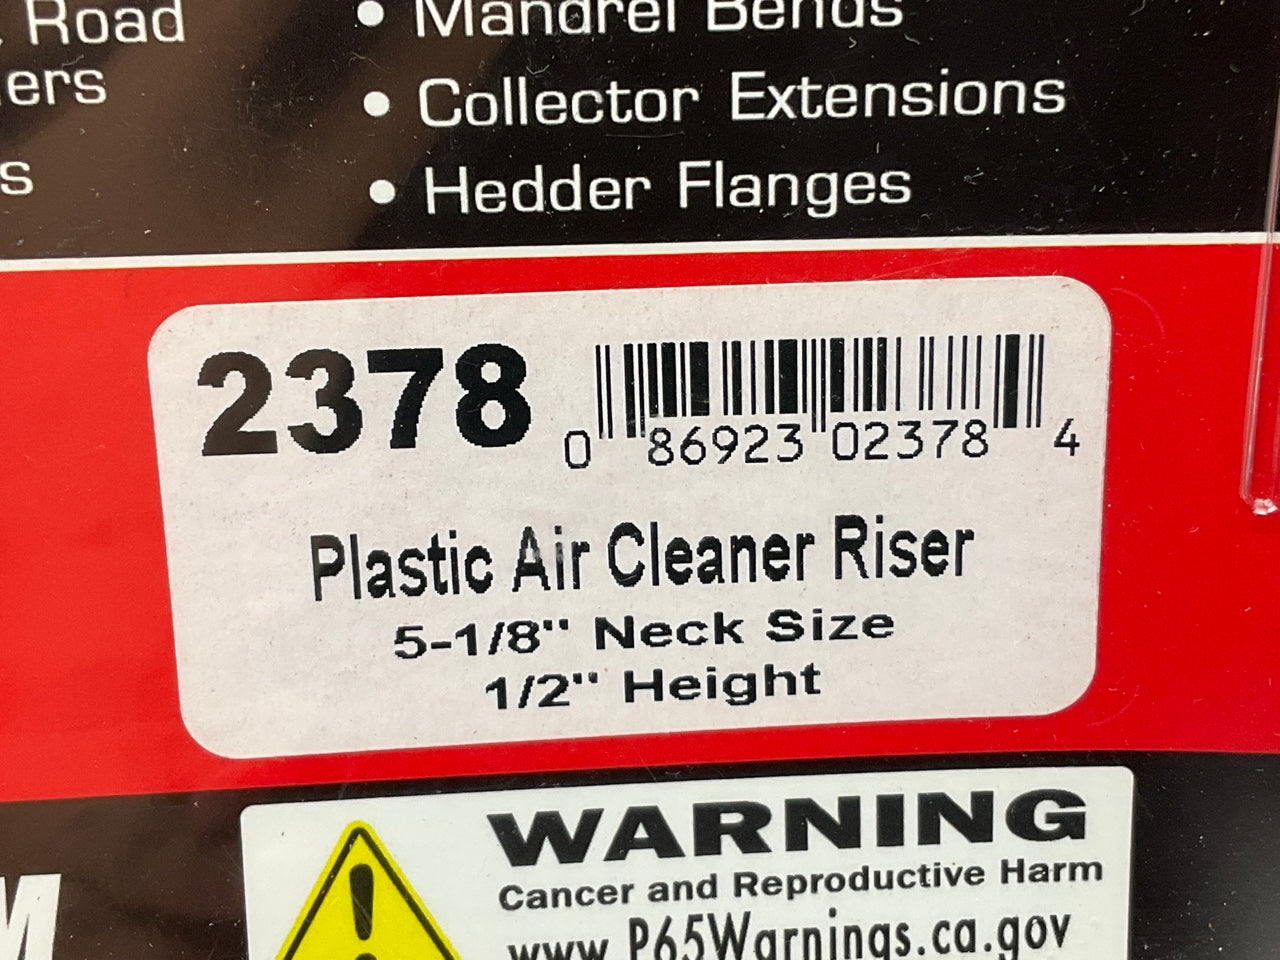 Road
• Mandrel Bends
ers
• Collector Extensions
s
• Hedder Flanges
2378
0 86923 02378 4
Plastic Air Cleaner Riser
5-1/8" Neck Size
1/2" Height
WARNING
Cancer and Reproductive Harm
www.P65Warnings.ca.gov
M